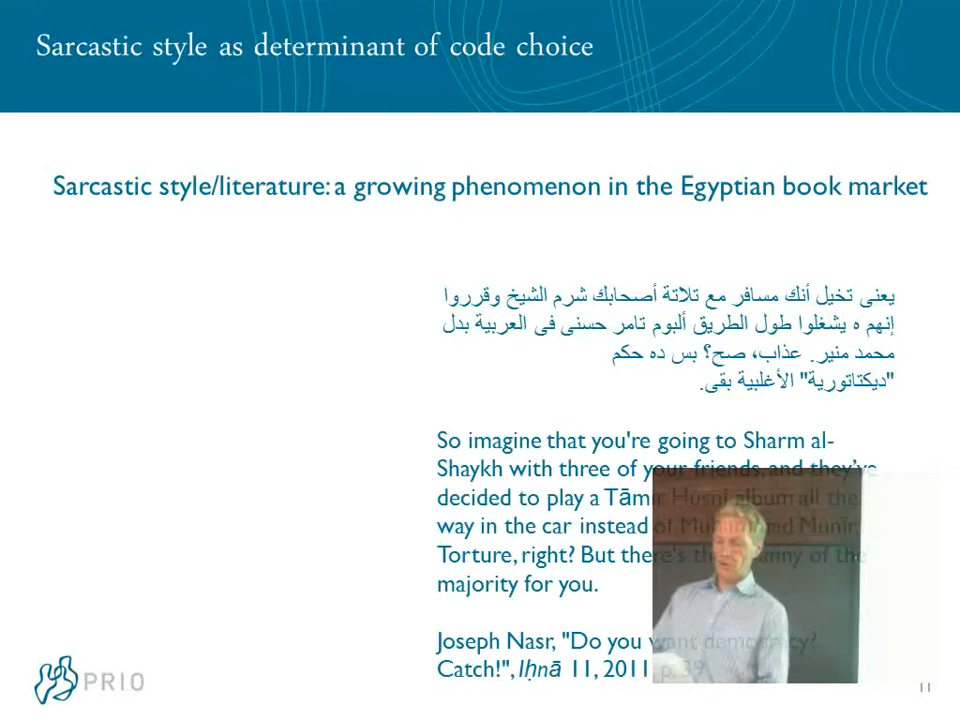 Sarcastic style as determinant of code choice
Sarcastic style/literature: a growing phenomenon in the Egyptian book market
يعنى تخيل أنك مسافر مع تلاتة أصحابك شرم الشيخ وقرروا
إنهم ه يشغلوا طول الطريق ألبوم تامر حسنى فى العربية بدل
محمد منير. عذاب، صح؟ بس ده حكم
"ديكتاتورية" الأغلبية بقى.
So imagine that you're going to Sharm al-
Shaykh with three of your friends, and they've
decided to play a Tāmir Ḥusnī album all the
way in the car instead of Muḥammad Munīr.
Torture, right? But there's the tyranny of the
majority for you.
Joseph Nasr, "Do you want democracy?
Catch!", Iḥnā 11, 2011, p. 39.
PRIO
11